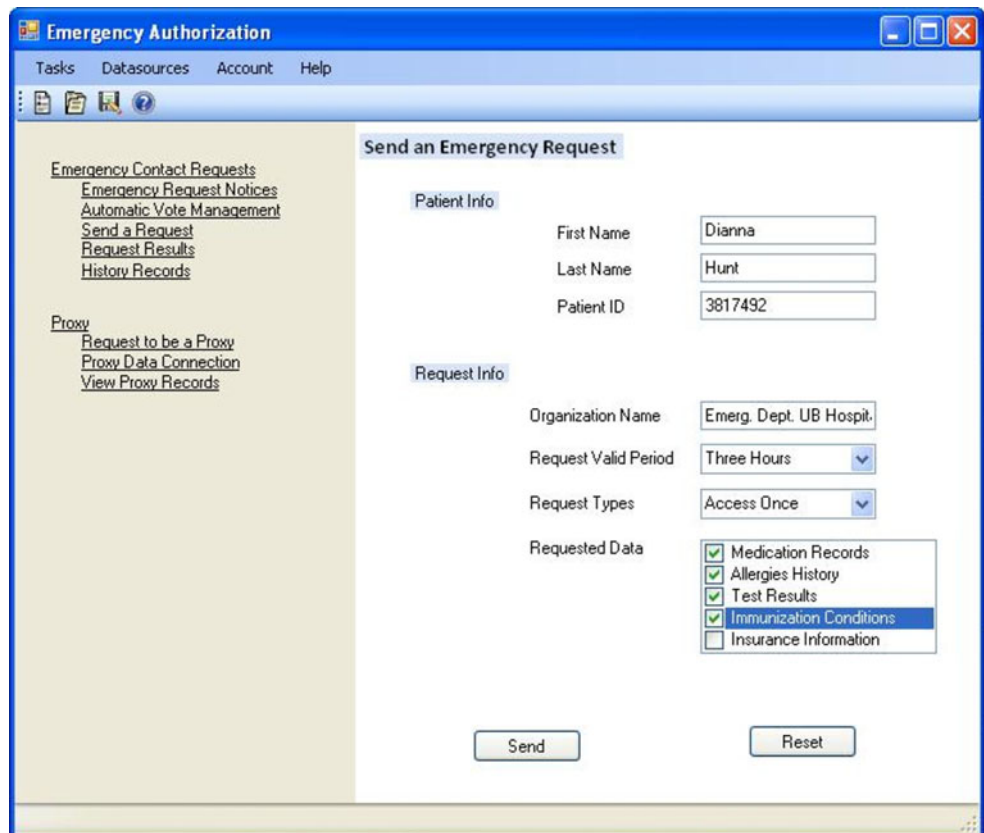 Emergency Authorization
Tasks Datasources Account Help
Emergency Contact Requests
Emergency Request Notices
Automatic Vote Management
Send a Request
Request Results
History Records
Proxy
Request to be a Proxy
Proxy Data Connection
View Proxy Records
Send an Emergency Request
Patient Info
First Name Dianna
Last Name Hunt
Patient ID 3817492
Request Info
Organization Name Emerg. Dept. UB Hospit
Request Valid Period Three Hours
Request Types Access Once
Requested Data
Medication Records
Allergies History
Test Results
Immunization Conditions
Insurance Information
Send Reset